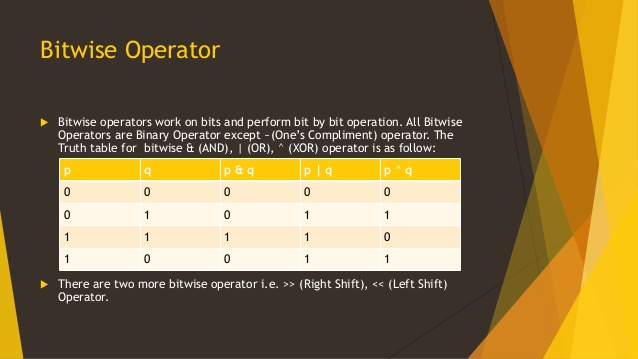 Bitwise Operator
Bitwise operators work on bits and perform bit by bit operation. All Bitwise
Operators are Binary Operator except ~(One’s Compliment) operator. The
Truth table for bitwise & (AND), | (OR), ^ (XOR) operator is as follow:
p q p & q p | q p ^ q
0 0 0 0 0
0 1 0 1 1
1 1 1 1 0
1 0 0 1 1
There are two more bitwise operator i.e. >> (Right Shift), << (Left Shift)
Operator.